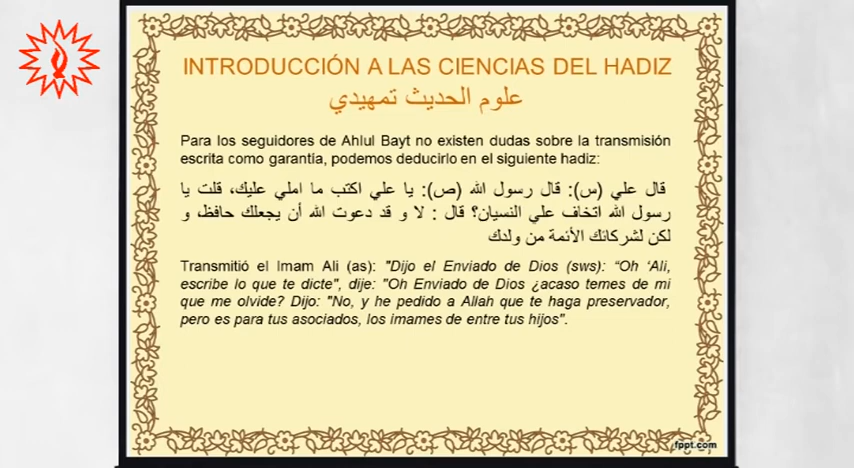 INTRODUCCIÓN A LAS CIENCIAS DEL HADIZ
علوم الحديث تمهيدي
Para los seguidores de Ahlul Bayt no existen dudas sobre la transmisión
escrita como garantía, podemos deducirlo en el siguiente hadiz:
قال علي (س): قال رسول الله (ص): يا علي اكتب ما املي عليك، قلت يا
رسول الله اتخاف علي النسيان؟ قال : لا و قد دعوت الله أن يجعلك حافظ، و
لكن لشركائك الأئمة من ولدك
Transmitió el Imam Ali (as): "Dijo el Enviado de Dios (sws): “Oh ‘Ali,
escribe lo que te dicte", dije: "Oh Enviado de Dios ¿acaso temes de mi
que me olvide? Dijo: "No, y he pedido a Allah que te haga preservador,
pero es para tus asociados, los imames de entre tus hijos".
fppt.com